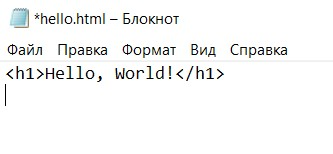 *hello.html – Блокнот
Файл Правка Формат Вид Справка
<h1>Hello, World!</h1>